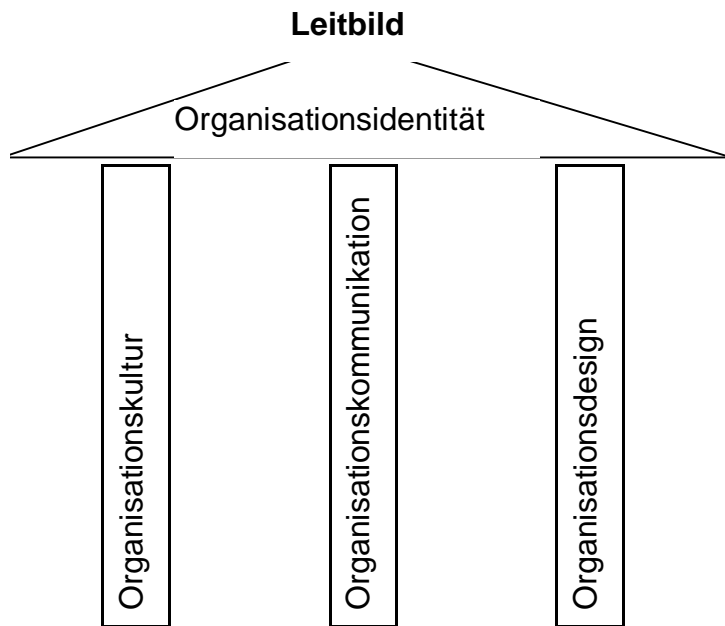 Leitbild
Organisationsidentität
Organisationskultur
Organisationskommunikation
Organisationsdesign